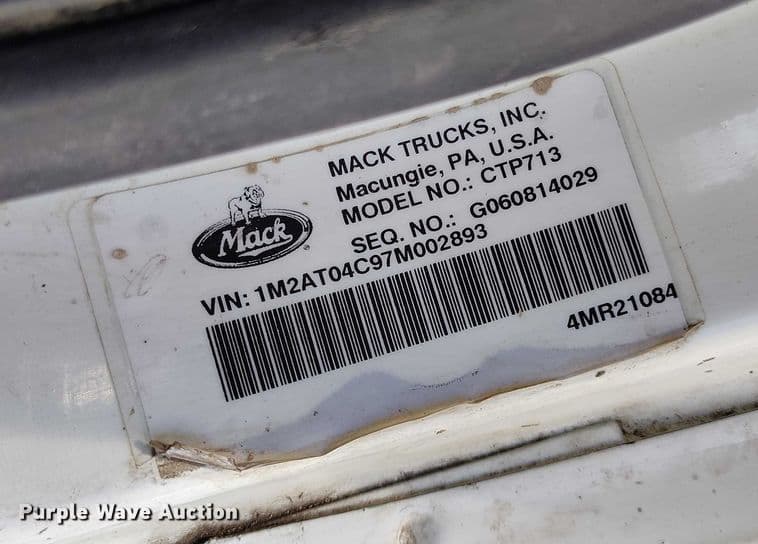 MACK TRUCKS, INC.
Macungie, PA, U.S.A.
MODEL NO.: CTP713
SEQ. NO.: G060814029
Mack
VIN: 1M2AT04C97M002893
4MR21084
Purple Wave Auction